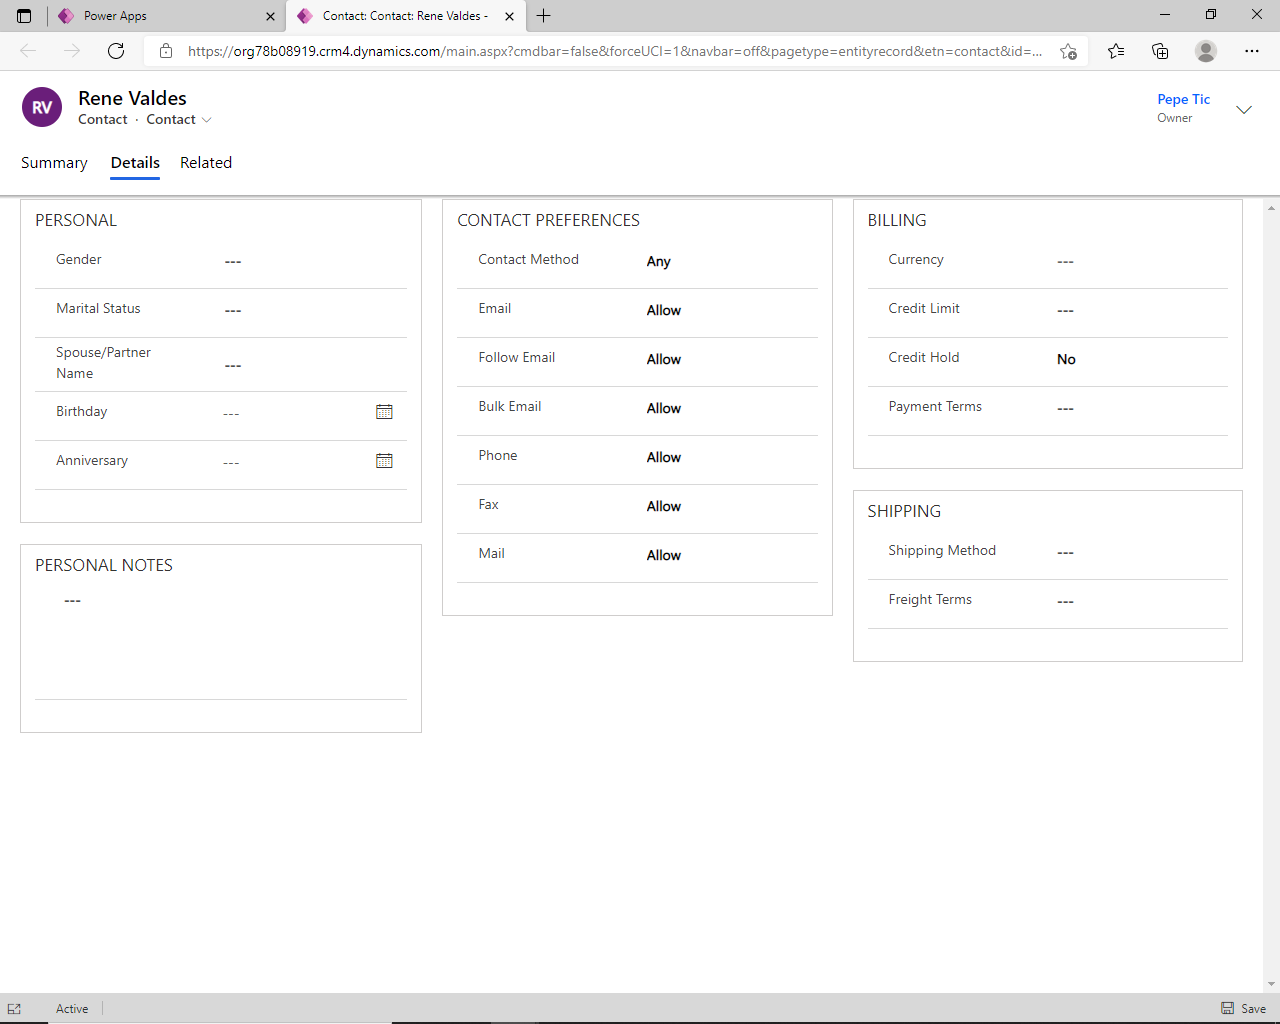 Power Apps
Contact: Contact: Rene Valdes -
https://org78b08919.crm4.dynamics.com/main.aspx?cmdbar=false&forceUCI=1&navbar=off&pagetype=entityrecord&etn=contact&id=...
RV
Rene Valdes
Contact · Contact
Pepe Tic
Owner
Summary Details Related
PERSONAL
Gender ---
Marital Status ---
Spouse/Partner
Name ---
Birthday ---
Anniversary ---
PERSONAL NOTES
---
CONTACT PREFERENCES
Contact Method Any
Email Allow
Follow Email Allow
Bulk Email Allow
Phone Allow
Fax Allow
Mail Allow
BILLING
Currency ---
Credit Limit ---
Credit Hold No
Payment Terms ---
SHIPPING
Shipping Method ---
Freight Terms ---
Active
Save